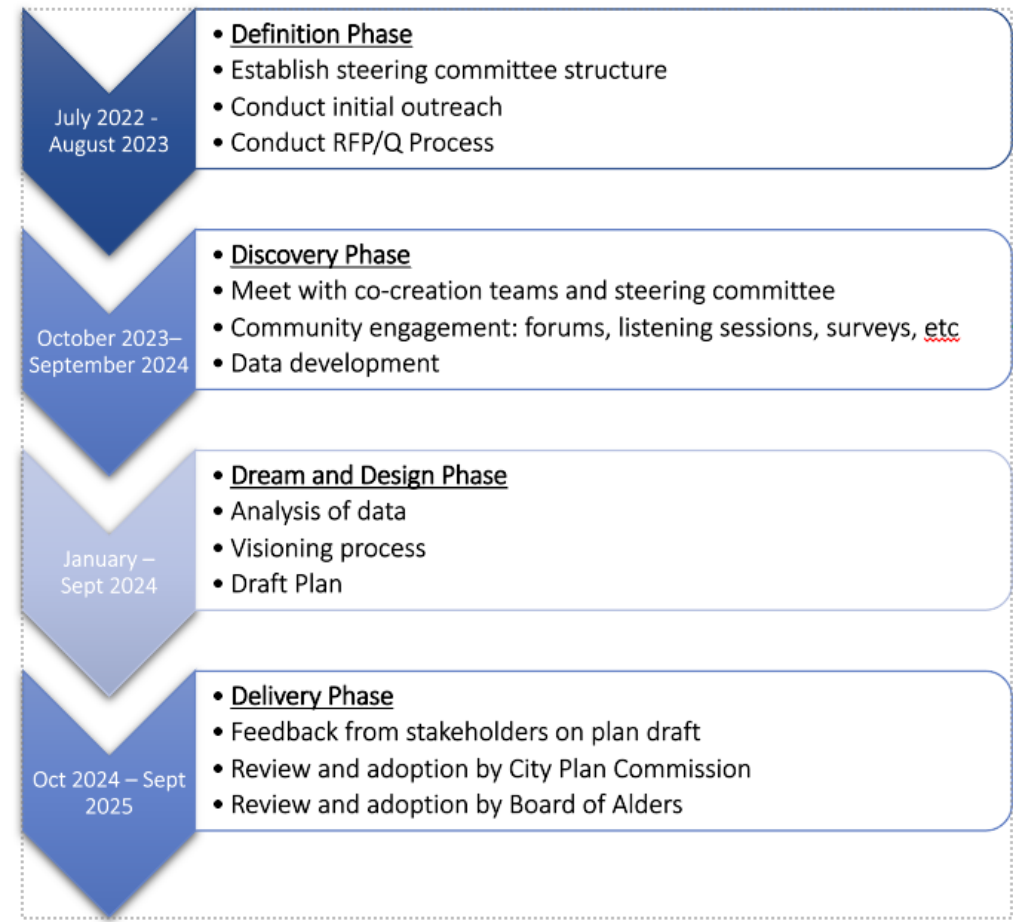 July 2022 -
August 2023
• Definition Phase
• Establish steering committee structure
• Conduct initial outreach
• Conduct RFP/Q Process
October 2023–
September 2024
• Discovery Phase
• Meet with co-creation teams and steering committee
• Community engagement: forums, listening sessions, surveys, etc
• Data development
January –
Sept 2024
• Dream and Design Phase
• Analysis of data
• Visioning process
• Draft Plan
Oct 2024 – Sept
2025
• Delivery Phase
• Feedback from stakeholders on plan draft
• Review and adoption by City Plan Commission
• Review and adoption by Board of Alders